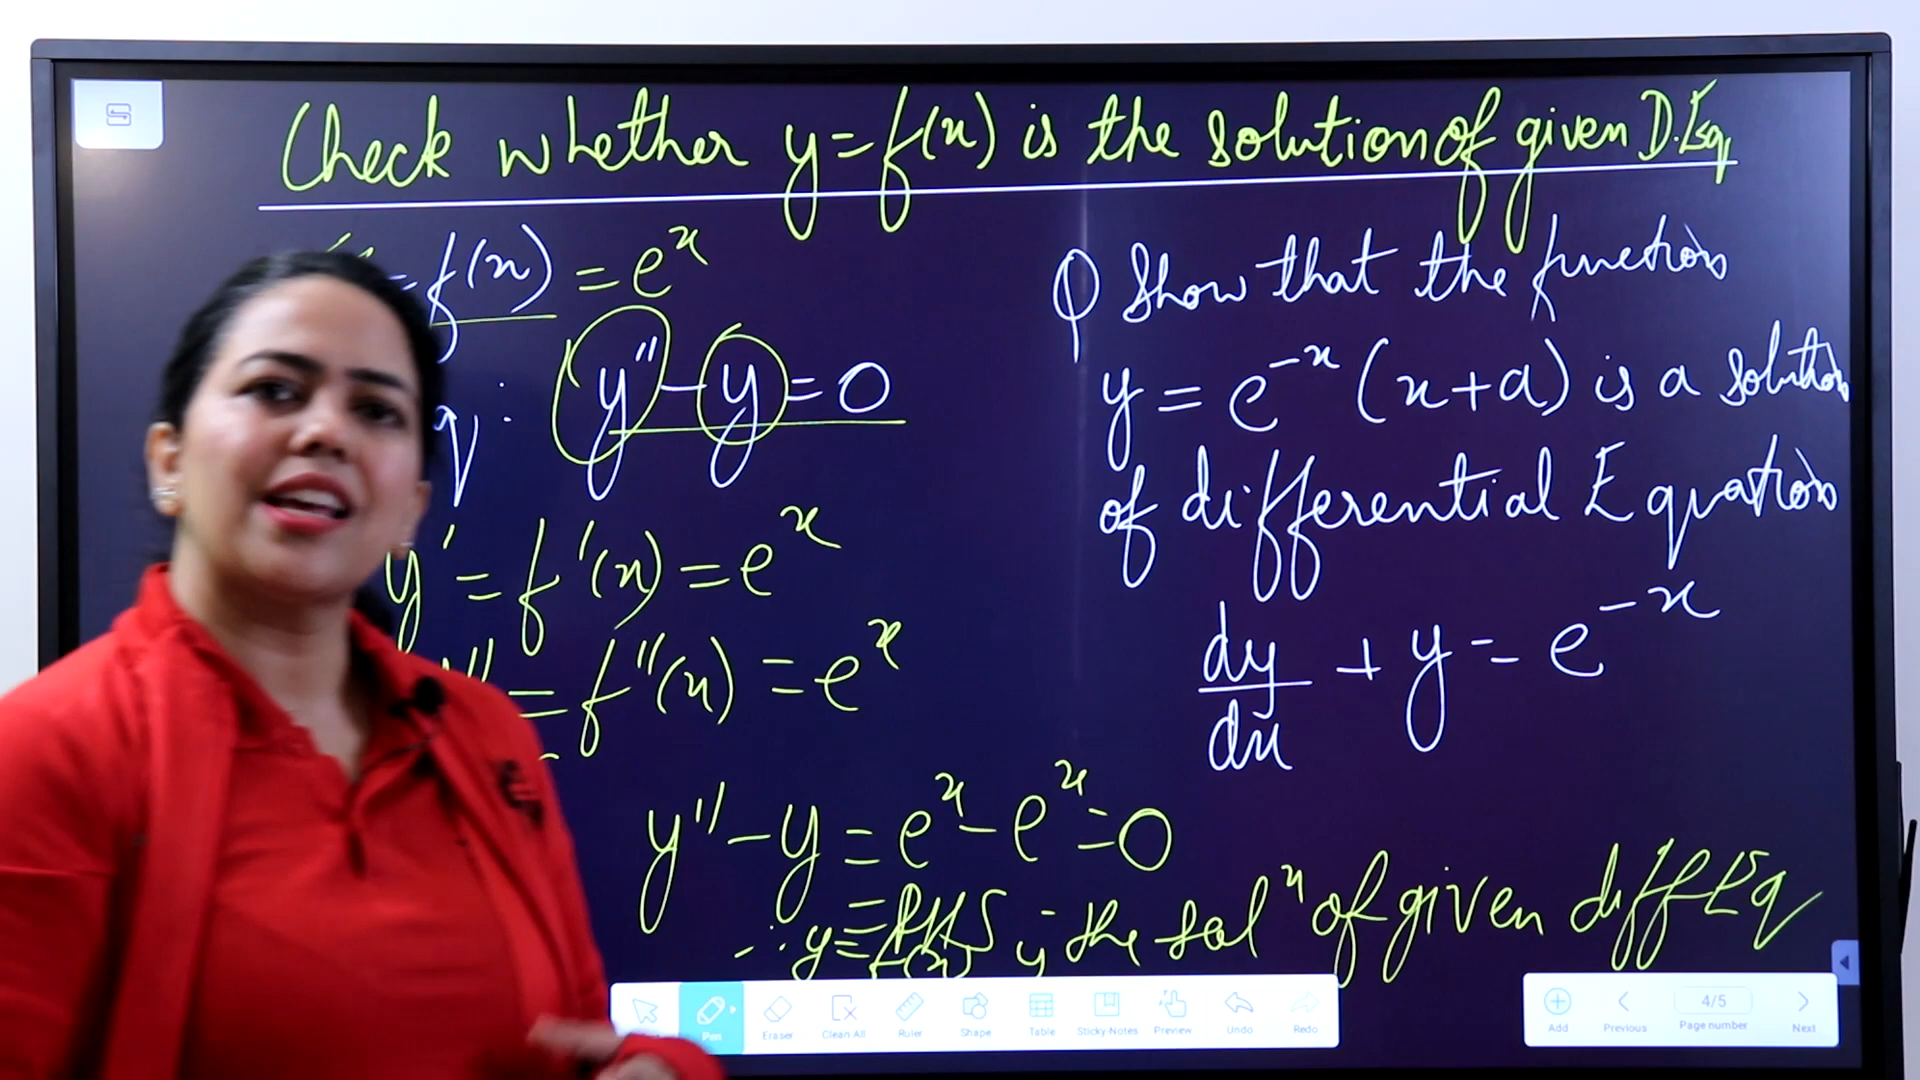 Check whether y=f(x) is the solution of given D.Eq
=f(x) = e^x
q: y''-y=0
y' = f'(x) = e^x
y'' = f''(x) = e^x
y''-y = e^x - e^x = 0
= RHS
∴ y=f(x) is the sol^n of given diff Eq
Q Show that the function
y = e^-x (x+a) is a solution
of differential Equation
dy/dx + y = e^-x
Pen
Eraser
Clean All
Ruler
Shape
Table
Sticky-Notes
Preview
Undo
Redo
Add
Previous
4/5
Page number
Next